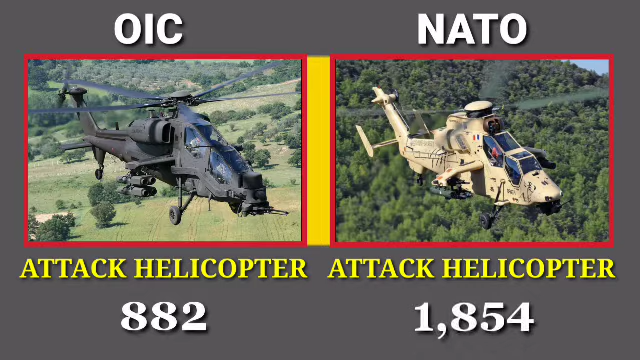 OIC
NATO
ATTACK HELICOPTER
ATTACK HELICOPTER
882
1,854